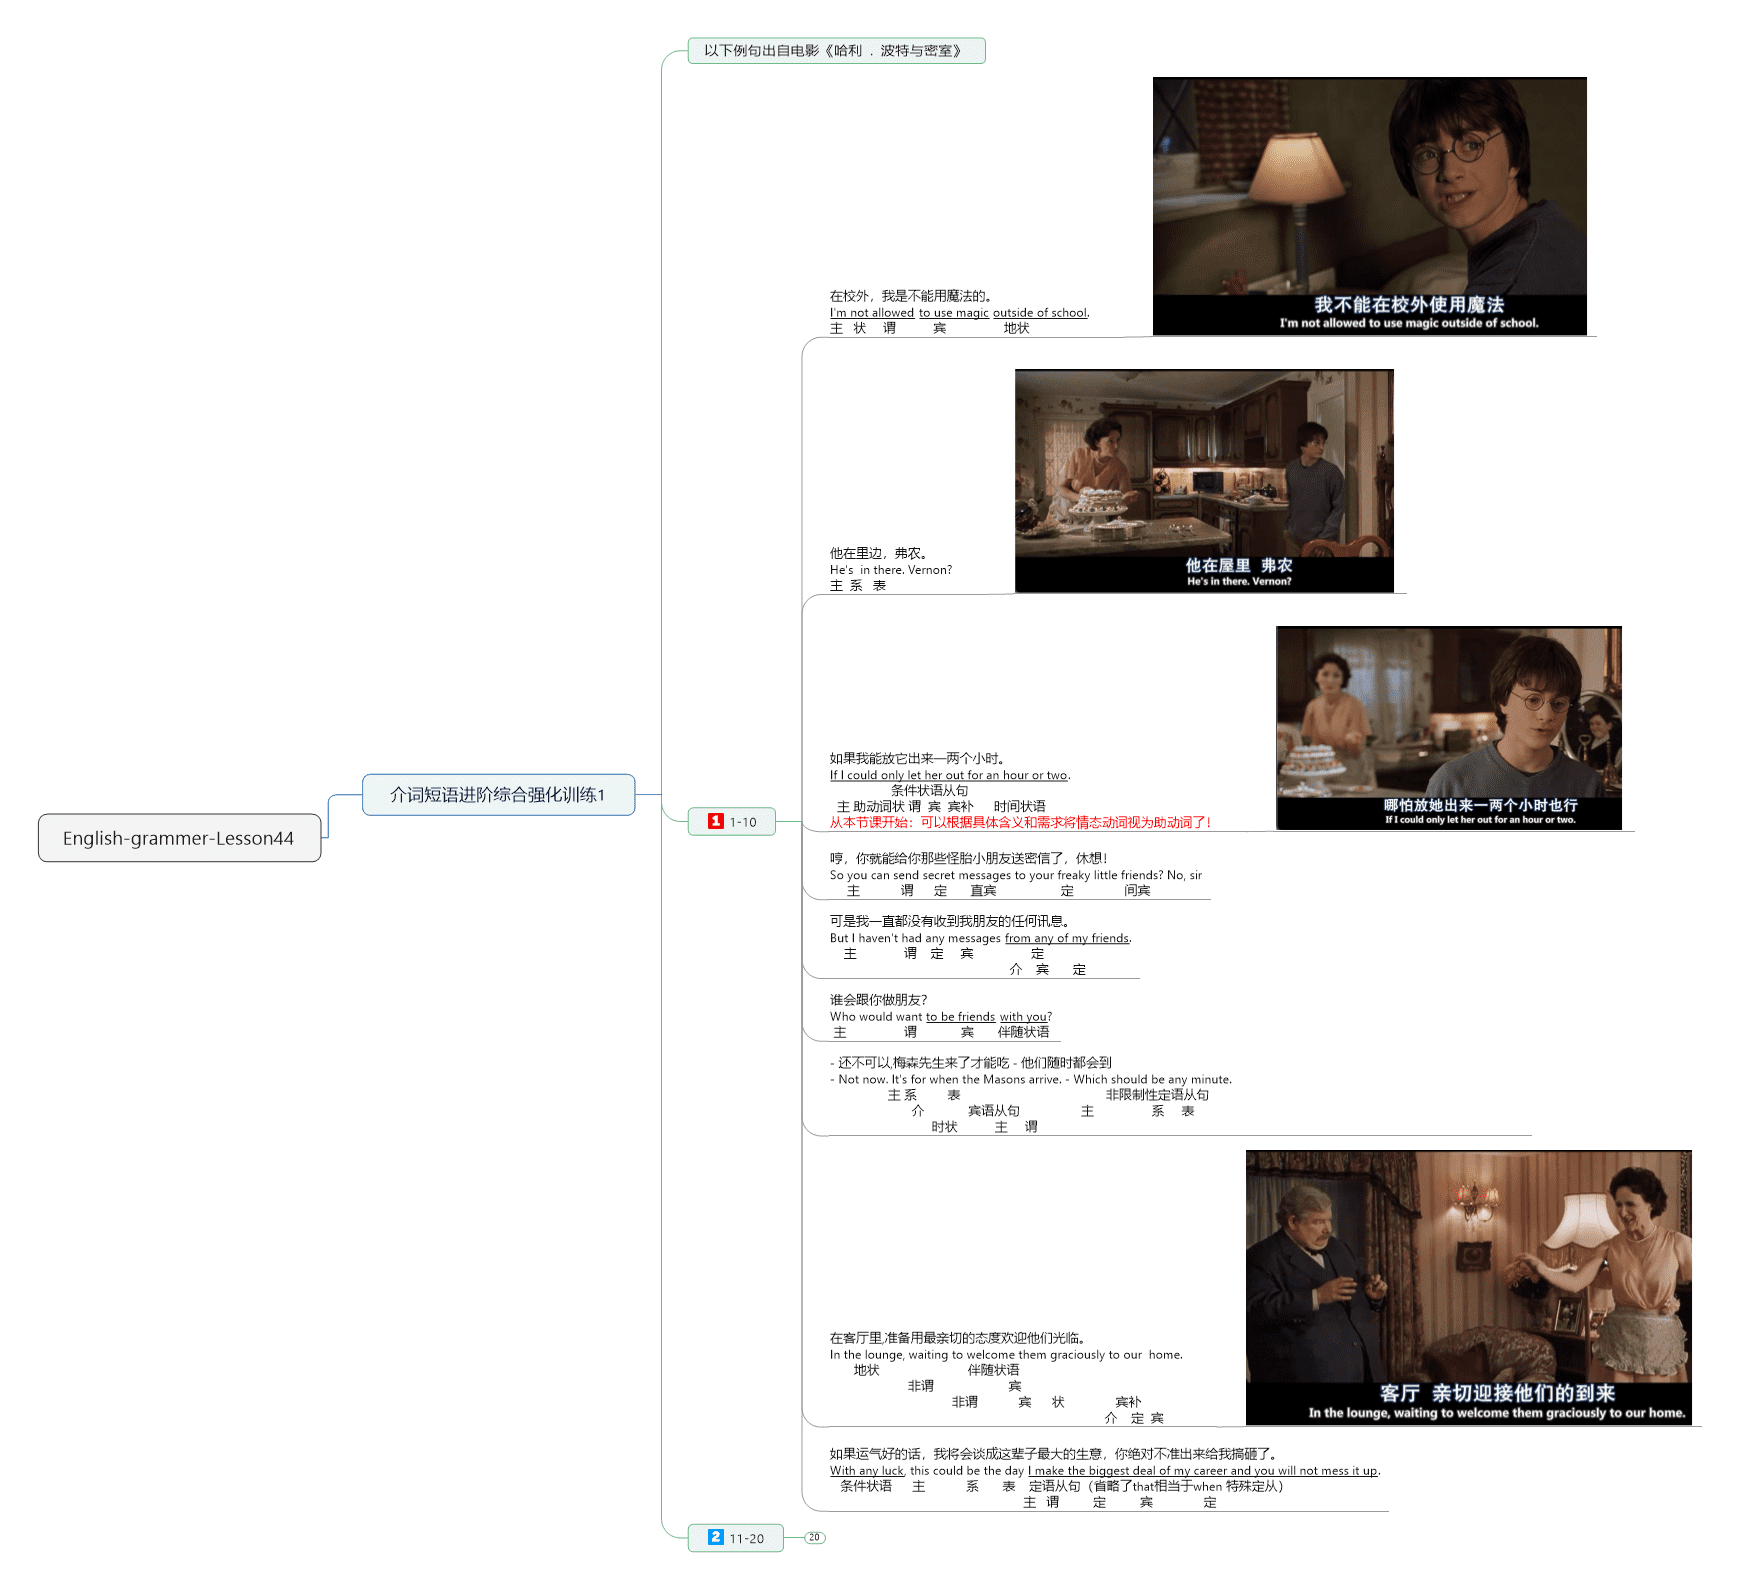 English-grammer-Lesson44
介词短语进阶综合强化训练1
以下例句出自电影《哈利 . 波特与密室》
1 1-10
在校外，我是不能用魔法的。
I'm not allowed to use magic outside of school.
主 状 谓 宾 地状
我不能在校外使用魔法
I'm not allowed to use magic outside of school.
他在里边，弗农。
He's in there. Vernon?
主 系 表
他在屋里 弗农
He's in there. Vernon?
如果我能放它出来一两个小时。
If I could only let her out for an hour or two.
条件状语从句
主 助动词状 谓 宾 宾补 时间状语
从本节课开始：可以根据具体含义和需求将情态动词视为助动词了！
哪怕放她出来一两个小时也行
If I could only let her out for an hour or two.
哼，你就能给你那些怪胎小朋友送密信了，休想！
So you can send secret messages to your freaky little friends? No, sir
主 谓 定 直宾 定 间宾
可是我一直都没有收到我朋友的任何讯息。
But I haven't had any messages from any of my friends.
主 谓 定 宾 定
介 宾 定
谁会跟你做朋友？
Who would want to be friends with you?
主 谓 宾 伴随状语
- 还不可以,梅森先生来了才能吃 - 他们随时都会到
- Not now. It's for when the Masons arrive. - Which should be any minute.
主 系 表 非限制性定语从句
介 宾语从句 主 系 表
时状 主 谓
在客厅里,准备用最亲切的态度欢迎他们光临。
In the lounge, waiting to welcome them graciously to our home.
地状 伴随状语
非谓 宾
非谓 宾 状 宾补
介 定 宾
客厅 亲切迎接他们的到来
In the lounge, waiting to welcome them graciously to our home.
如果运气好的话，我将会谈成这辈子最大的生意，你绝对不准出来给我搞砸了。
With any luck, this could be the day I make the biggest deal of my career and you will not mess it up.
条件状语 主 系 表 定语从句（省略了that相当于when 特殊定从）
主 谓 定 宾 定
2 11-20
20